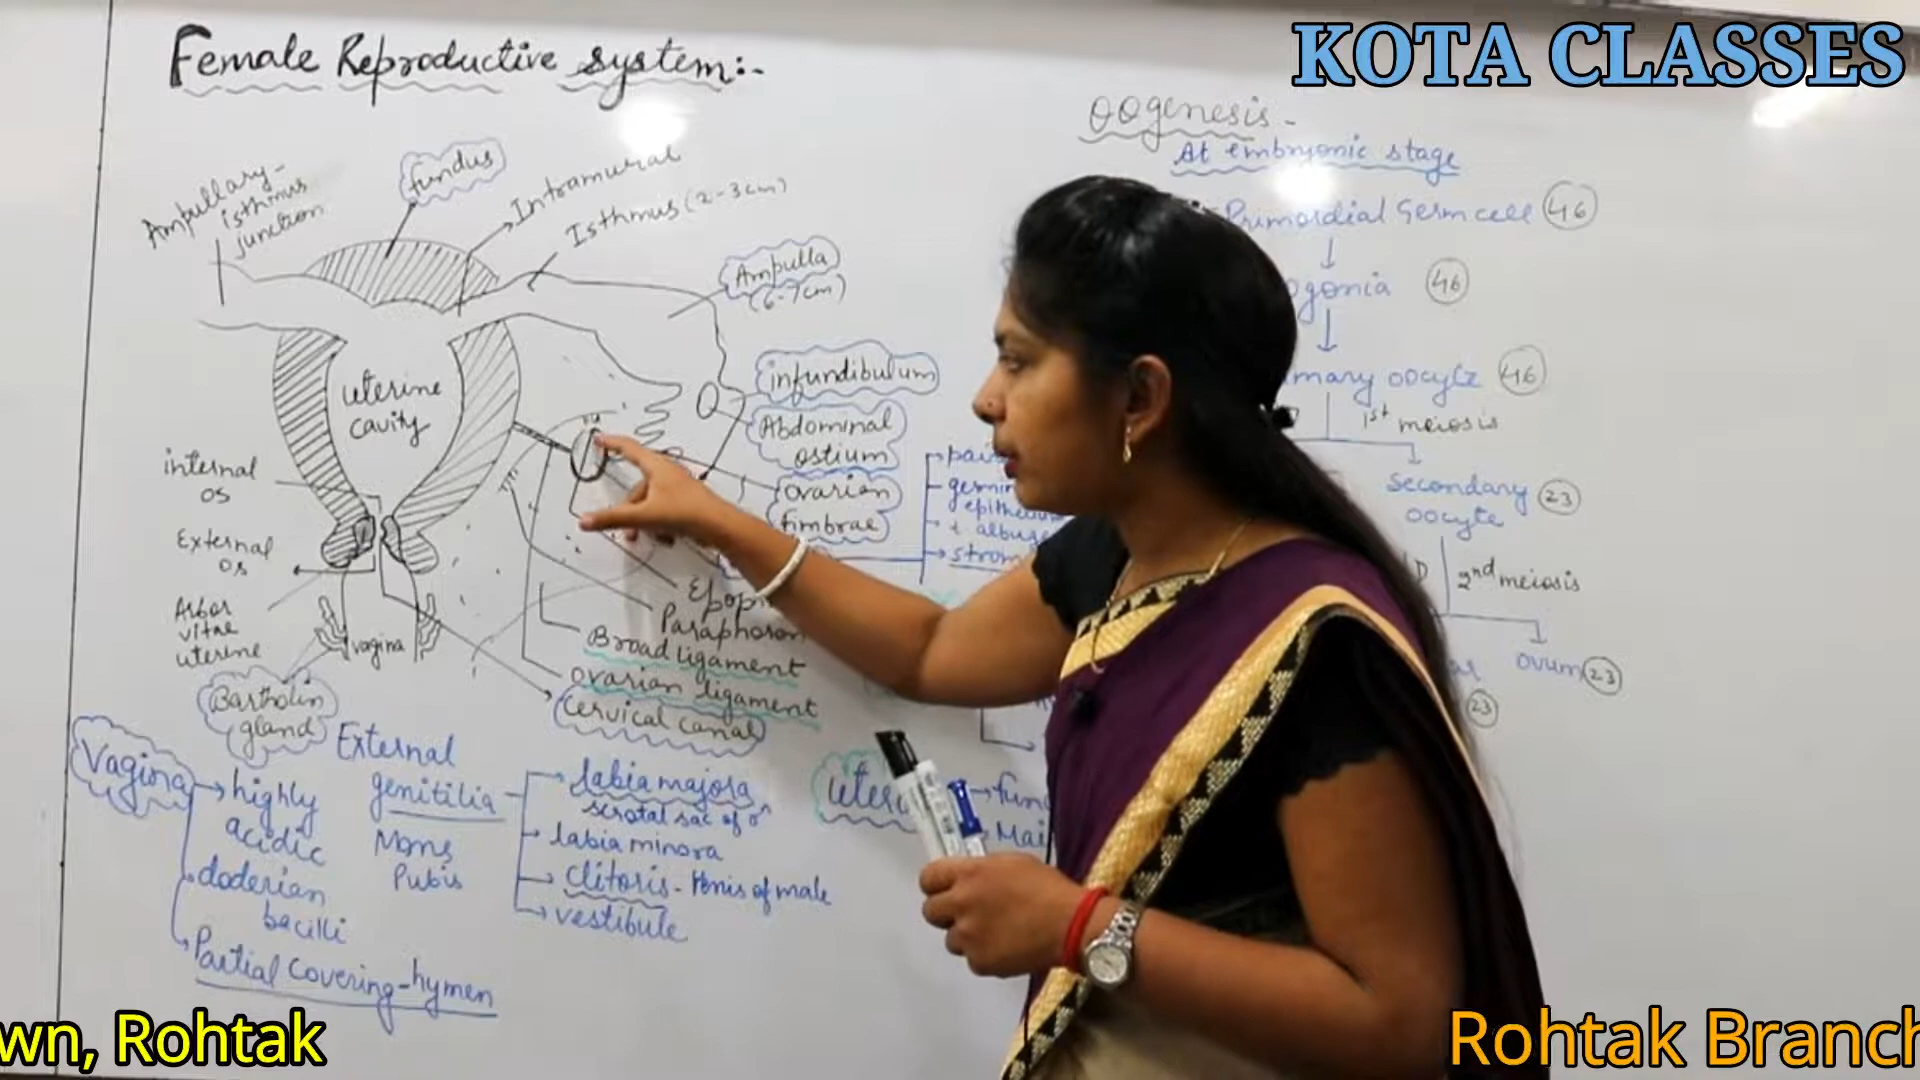 KOTA CLASSES
Female Reproductive system:-
Ampullary-
isthmus
junction
fundus
Intramural
Isthmus (2-3cm)
Ampulla
(6-7cm)
infundibulum
Abdominal
ostium
ovarian
fimbrae
uterine
cavity
internal
os
External
os
Arbor
vitae
uterine
vagina
Bartholin
gland
Paraphoron
Broad ligament
ovarian ligament
Cervical canal
Vagina
highly
acidic
doderian
bacilli
Partial covering-hymen
External
genitilia
Mons
Pubis
labia majora
scrotal sac of ♂
labia minora
clitoris - Penis of male
vestibule
oogenesis -
At embryonic stage
Primordial Germ cell 46
46
oocyte 46
1st meiosis
Secondary 23
oocyte
2nd meiosis
ovum 23
23
wn, Rohtak
Rohtak Branch